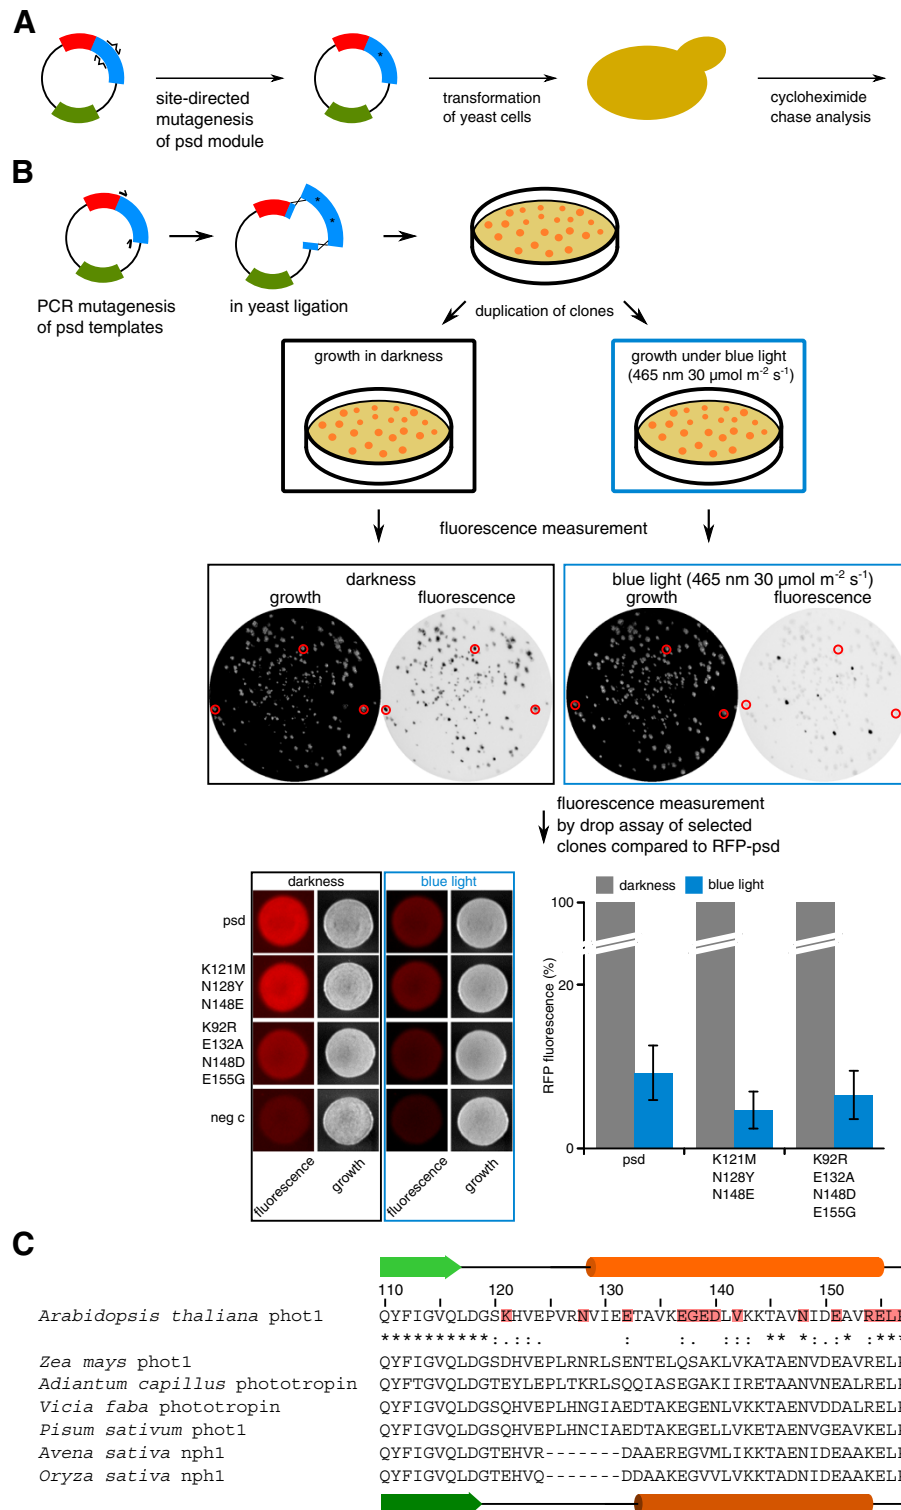 A
site-directed
mutagenesis
of psd module
*
transformation
of yeast cells
cycloheximide
chase analysis
B
PCR mutagenesis
of psd templates
* *
in yeast ligation
duplication of clones
growth in darkness
growth under blue light
(465 nm 30 µmol m-2 s-1)
fluorescence measurement
darkness
growth fluorescence
blue light (465 nm 30 µmol m-2 s-1)
growth fluorescence
fluorescence measurement
by drop assay of selected
clones compared to RFP-psd
darkness blue light
psd
K121M
N128Y
N148E
K92R
E132A
N148D
E155G
neg c
fluorescence growth fluorescence growth
darkness blue light
RFP fluorescence (%)
100
20
0
psd
K121M
N128Y
N148E
K92R
E132A
N148D
E155G
C
110 120 130 140 150
Arabidopsis thaliana phot1 QYFIGVQLDGSKHVEPVRNVIEETAVKEGEDLVKKTAVNIDEAVREL
Zea mays phot1 QYFIGVQLDGSDHVEPLRNRLSENTELQSAKLVKATAENVDEAVREL
Adiantum capillus phototropin QYFTGVQLDGTEYLEPLTKRLSQQIASEGAKIIRETAANVNEALREL
Vicia faba phototropin QYFIGVQLDGSQHVEPLHNGIAEDTAKEGENLVKKTAENVDDALREL
Pisum sativum phot1 QYFIGVQLDGSQHVEPLHNCIAEDTAKEGELLVKKTAENVGEAVKEL
Avena sativa nph1 QYFIGVQLDGTEHVR-------DAAEREGVMLIKKTAENIDEAAKEL
Oryza sativa nph1 QYFIGVQLDGTEHVQ-------DDAAKEGVVLVKKTADNIDEAAKEL